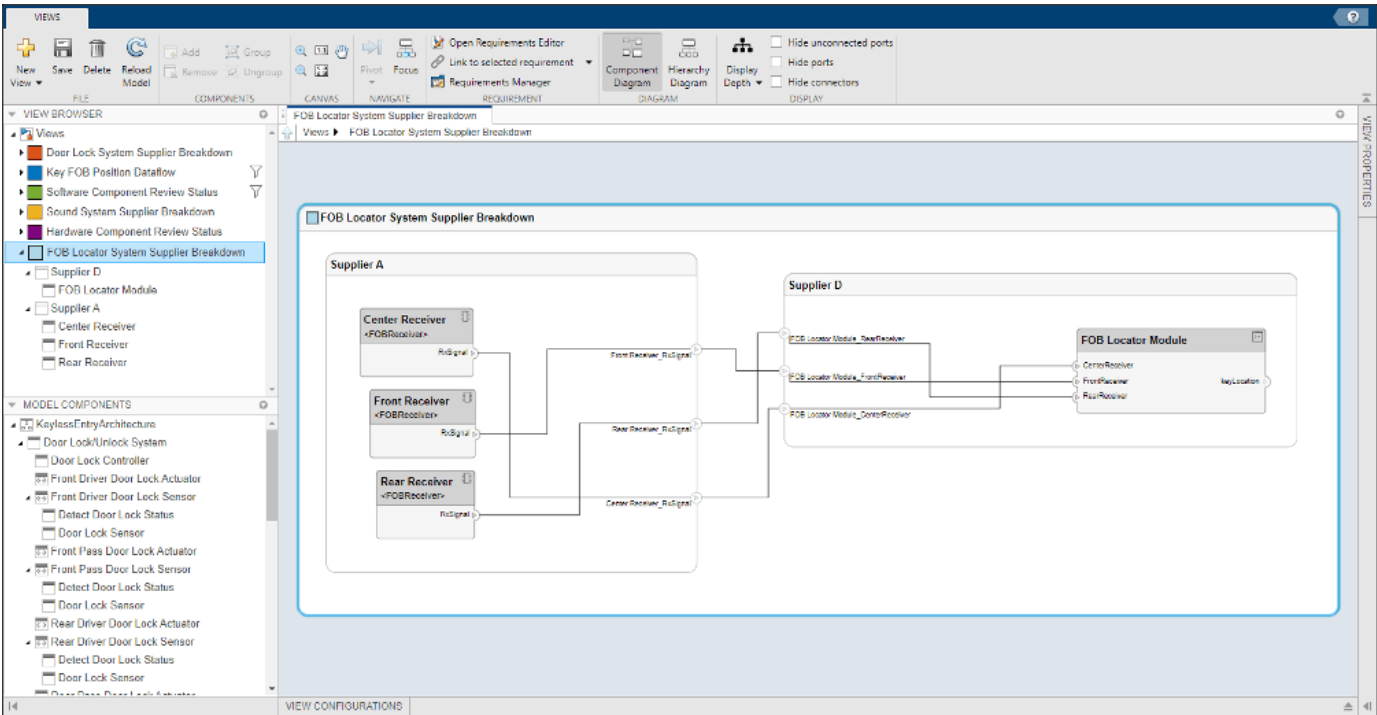 VIEWS
New View
Save
Delete
Reload Model
Add
Remove
Group
Ungroup
FILE
COMPONENTS
CANVAS
Pivot
Focus
NAVIGATE
Open Requirements Editor
Link to selected requirement
Requirements Manager
REQUIREMENT
Component Diagram
Hierarchy Diagram
DIAGRAM
Display Depth
Hide unconnected ports
Hide ports
Hide connectors
DISPLAY
VIEW BROWSER
Views
Door Lock System Supplier Breakdown
Key FOB Position Dataflow
Software Component Review Status
Sound System Supplier Breakdown
Hardware Component Review Status
FOB Locator System Supplier Breakdown
Supplier D
FOB Locator Module
Supplier A
Center Receiver
Front Receiver
Rear Receiver
MODEL COMPONENTS
KeylessEntryArchitecture
Door Lock/Unlock System
Door Lock Controller
Front Driver Door Lock Actuator
Front Driver Door Lock Sensor
Detect Door Lock Status
Door Lock Sensor
Front Pass Door Lock Actuator
Front Pass Door Lock Sensor
Detect Door Lock Status
Door Lock Sensor
Rear Driver Door Lock Actuator
Rear Driver Door Lock Sensor
Detect Door Lock Status
Door Lock Sensor
Rear Pass Door Lock Actuator
FOB Locator System Supplier Breakdown
Views FOB Locator System Supplier Breakdown
FOB Locator System Supplier Breakdown
Supplier A
Center Receiver
<FOBReceiver>
RxSignal
Front Receiver
<FOBReceiver>
RxSignal
Rear Receiver
<FOBReceiver>
RxSignal
Front Receiver_RxSignal
Rear Receiver_RxSignal
Center Receiver_RxSignal
Supplier D
FOB Locator Module_RearReceiver
FOB Locator Module_FrontReceiver
FOB Locator Module_CenterReceiver
FOB Locator Module
CenterReceiver
FrontReceiver
RearReceiver
keyLocation
VIEW PROPERTIES
VIEW CONFIGURATIONS